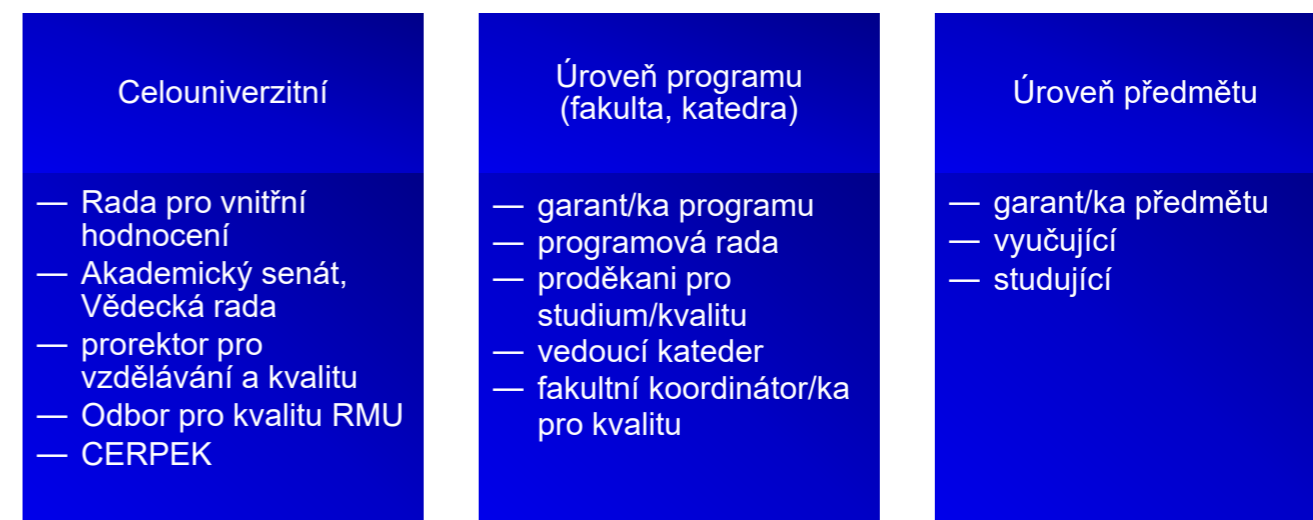 Celouniverzitní
— Rada pro vnitřní
hodnocení
— Akademický senát,
Vědecká rada
— prorektor pro
vzdělávání a kvalitu
— Odbor pro kvalitu RMU
— CERPEK
Úroveň programu
(fakulta, katedra)
— garant/ka programu
— programová rada
— proděkani pro
studium/kvalitu
— vedoucí kateder
— fakultní koordinátor/ka
pro kvalitu
Úroveň předmětu
— garant/ka předmětu
— vyučující
— studující